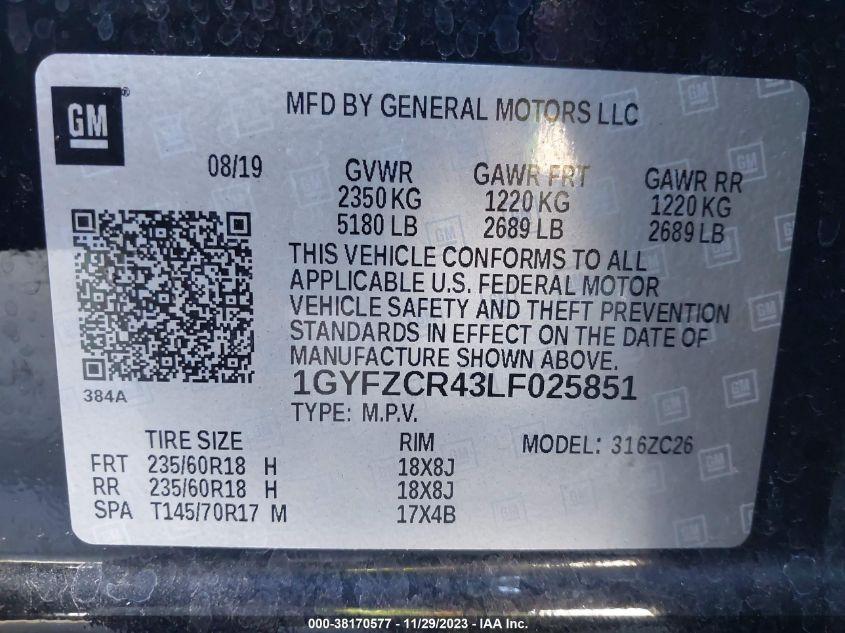 GM ®
MFD BY GENERAL MOTORS LLC
08/19 GVWR GAWR FRT GAWR RR
2350 KG 1220 KG 1220 KG
5180 LB 2689 LB 2689 LB
THIS VEHICLE CONFORMS TO ALL
APPLICABLE U.S. FEDERAL MOTOR
VEHICLE SAFETY AND THEFT PREVENTION
STANDARDS IN EFFECT ON THE DATE OF
MANUFACTURE SHOWN ABOVE.
384A
1GYFZCR43LF025851
TYPE: M.P.V.
TIRE SIZE RIM MODEL: 316ZC26
FRT 235/60R18 H 18X8J
RR 235/60R18 H 18X8J
SPA T145/70R17 M 17X4B
000-38170577 — 11/29/2023 — IAA Inc.